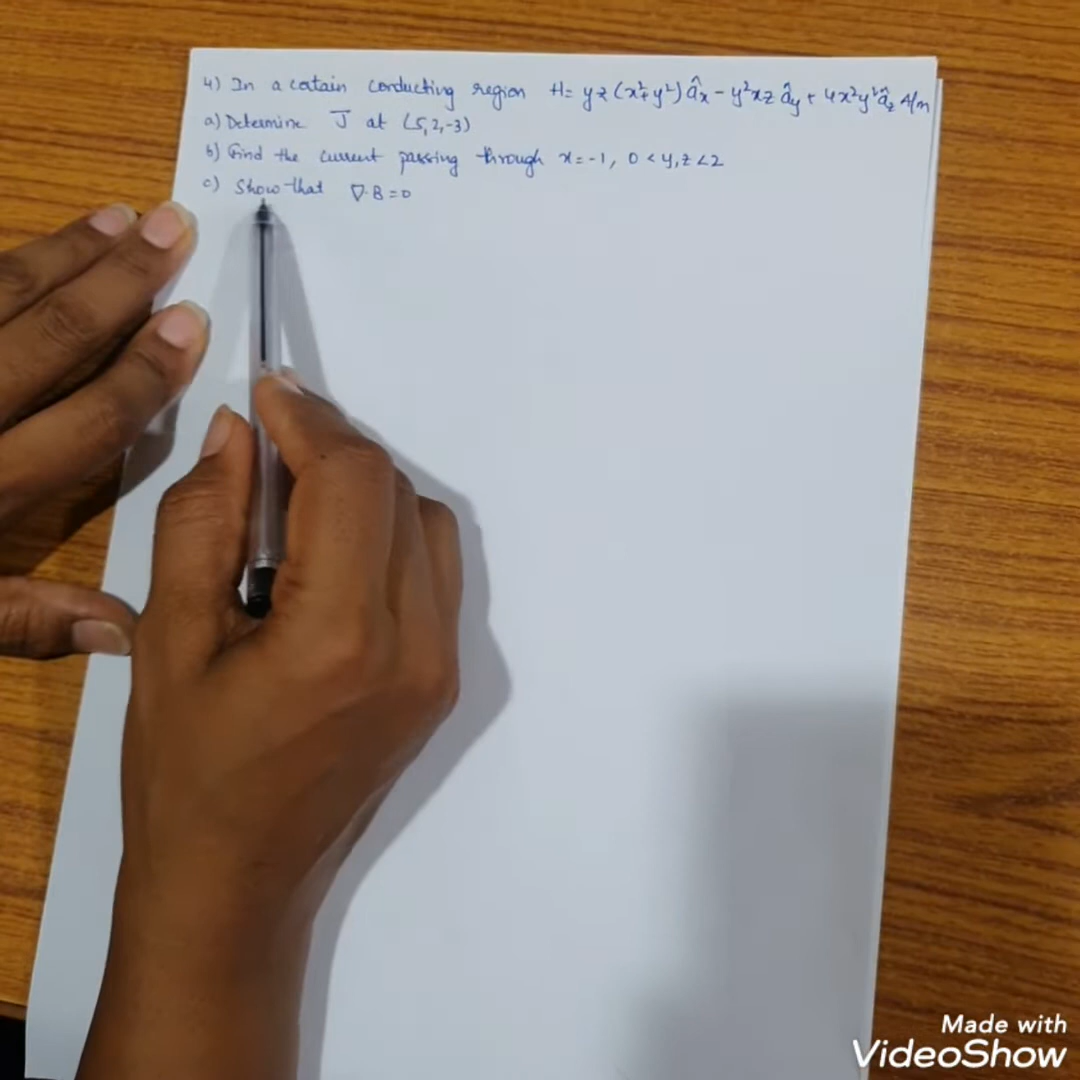 4) In a certain conducting region H = yz (x²+y²) âx - y²xz ây + 4x²y² âz A/m
a) Determine J̄ at (5,2,-3)
b) Find the current passing through x = -1, 0 < y,z < 2
c) Show that ∇·B = 0
Made with
VideoShow